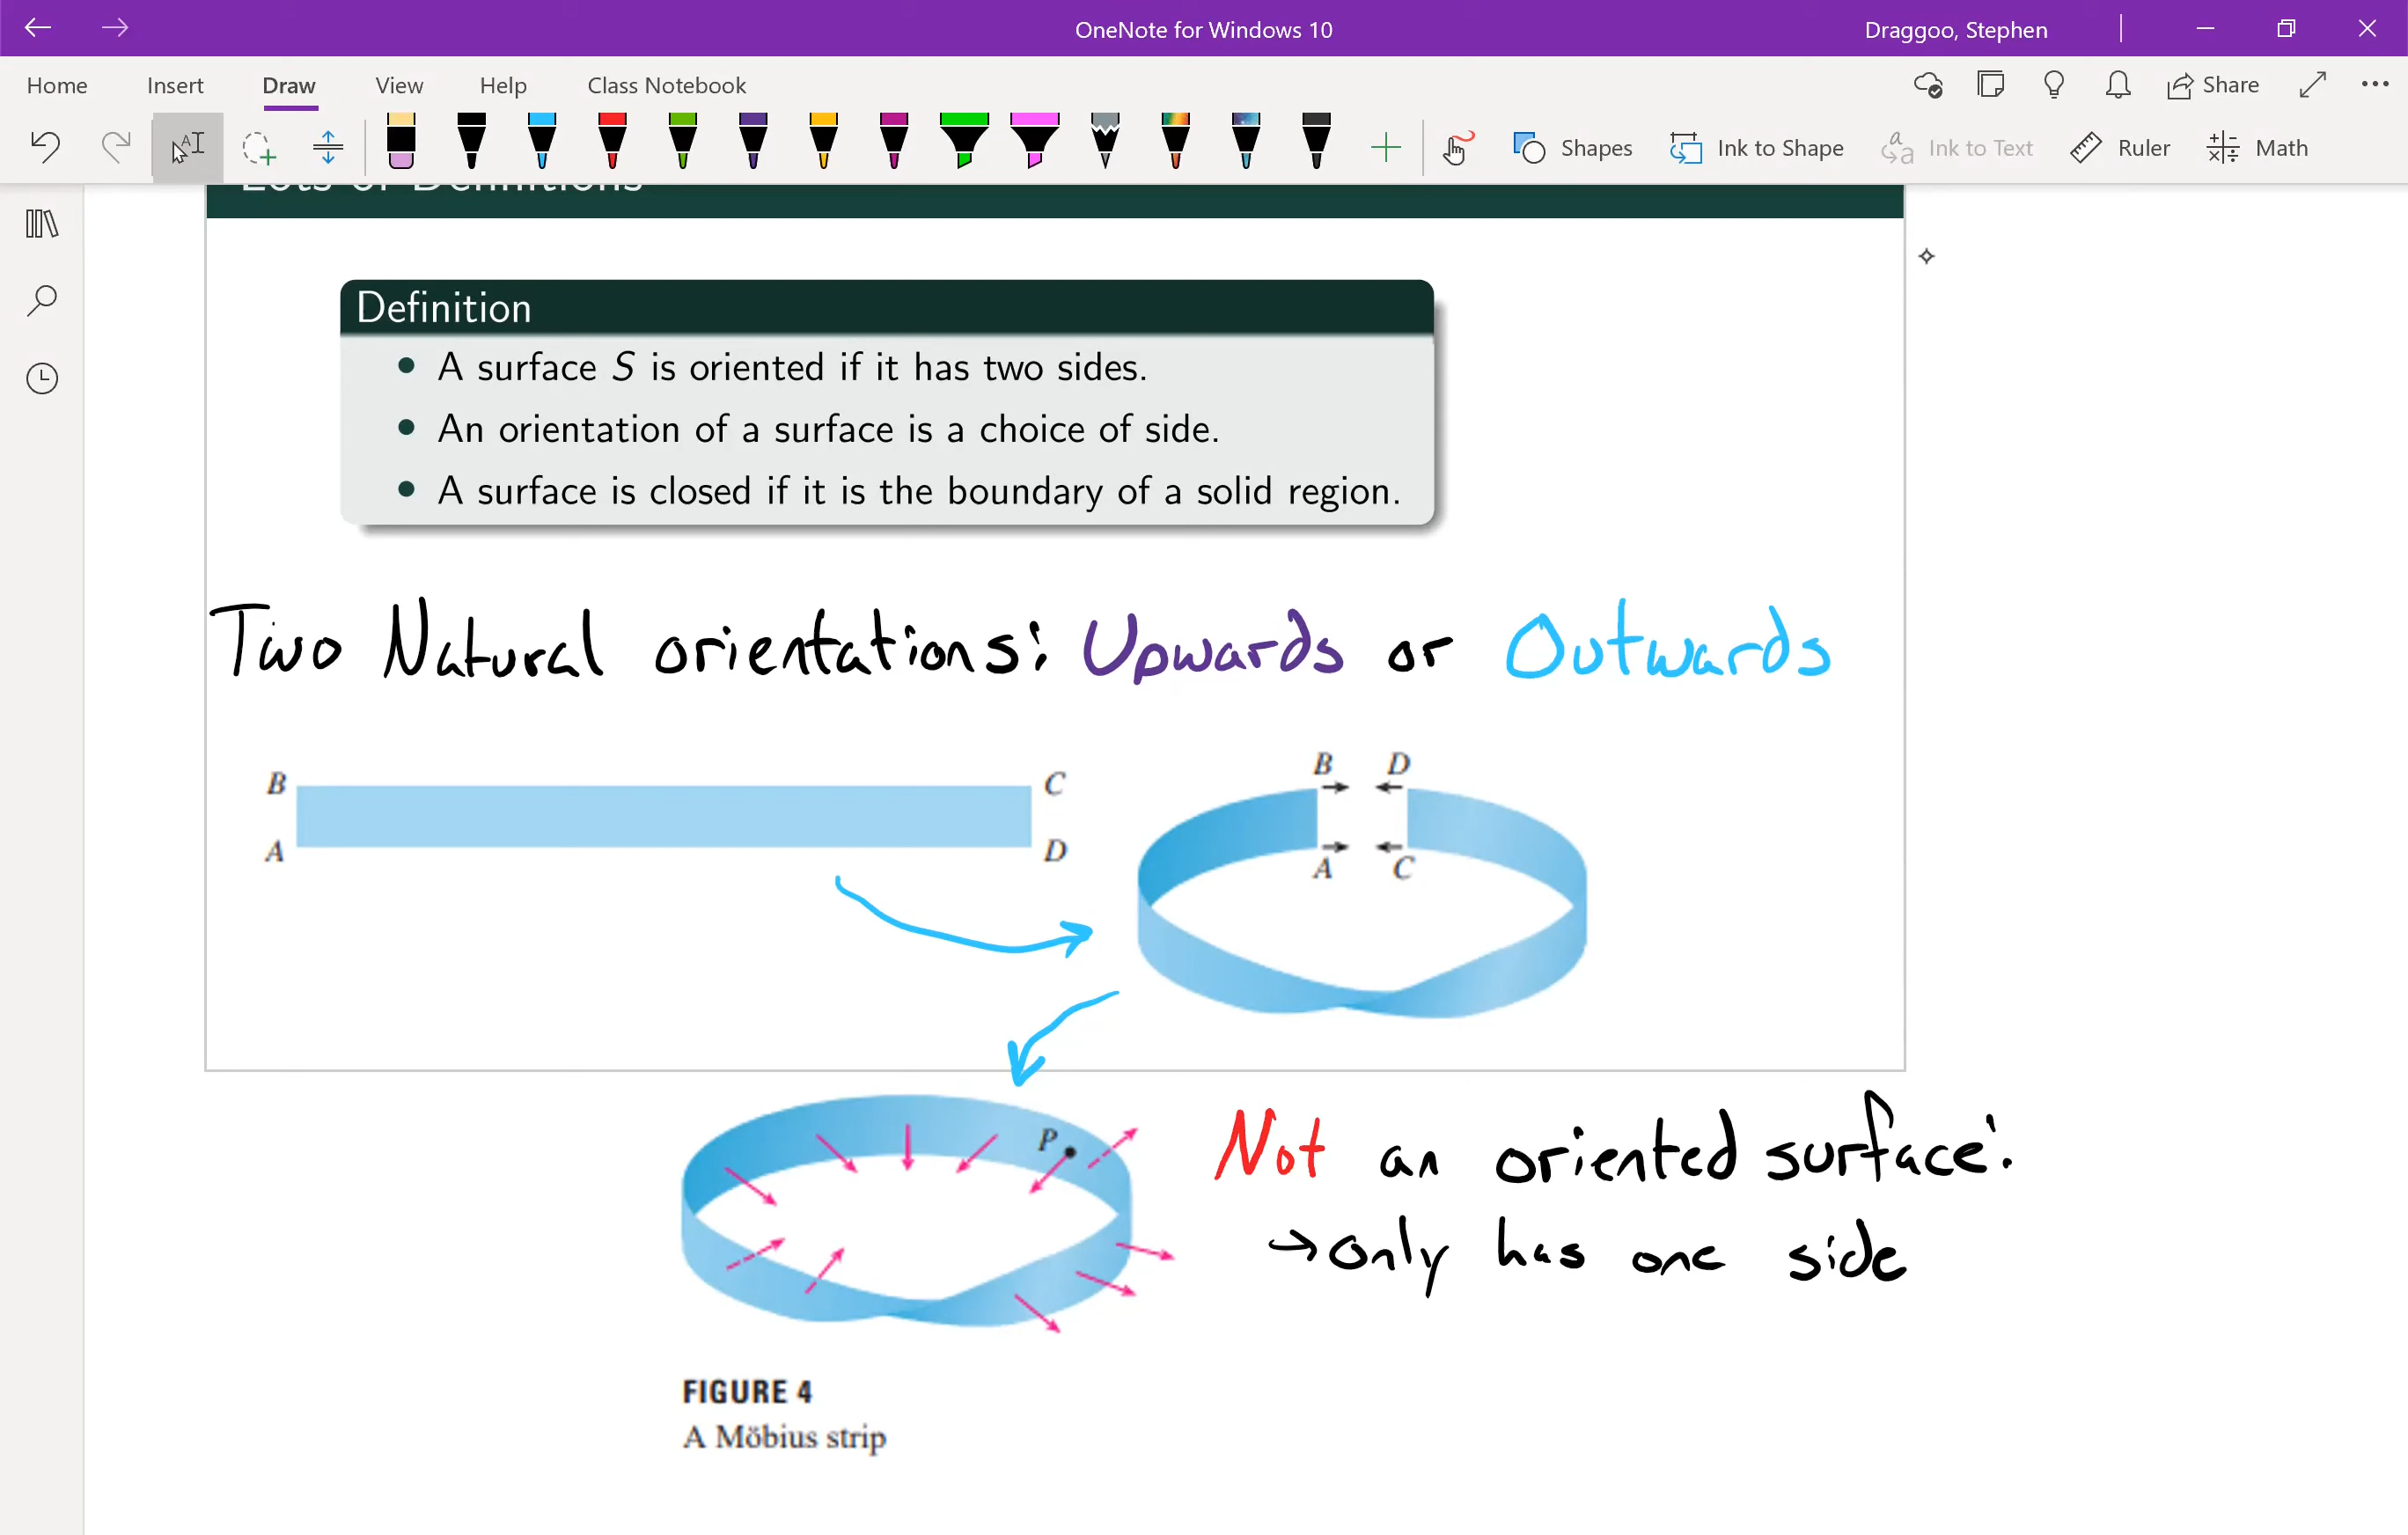 OneNote for Windows 10
Draggoo, Stephen
Home Insert Draw View Help Class Notebook Share
Shapes Ink to Shape Ink to Text Ruler Math
Lots of Definitions
Definition
• A surface S is oriented if it has two sides.
• An orientation of a surface is a choice of side.
• A surface is closed if it is the boundary of a solid region.
Two Natural orientations: Upwards or Outwards
B C
A D
B D
A C
P
Not an oriented surface:
→ only has one side
FIGURE 4
A Möbius strip